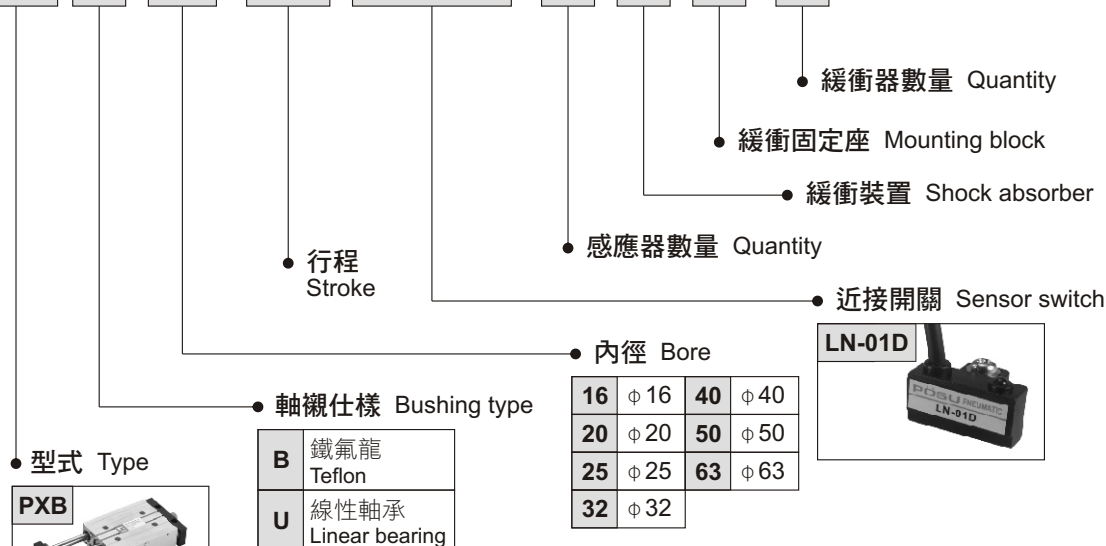 緩衝器數量 Quantity
緩衝固定座 Mounting block
緩衝裝置 Shock absorber
感應器數量 Quantity
行程
Stroke
近接開關 Sensor switch
LN-01D
POSU PNEUMATIC
LN-01D
內徑 Bore
16 φ16 40 φ40
20 φ20 50 φ50
25 φ25 63 φ63
32 φ32
軸襯仕樣 Bushing type
B 鐵氟龍
Teflon
U 線性軸承
Linear bearing
型式 Type
PXB